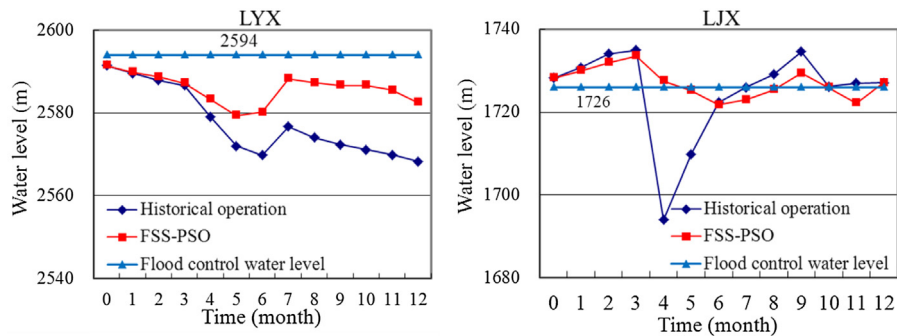 LYX
2600
2580
2560
2540
Water level (m)
2594
Historical operation
FSS-PSO
Flood control water level
0 1 2 3 4 5 6 7 8 9 10 11 12
Time (month)
LJX
1740
1720
1700
1680
Water level (m)
1726
Historical operation
FSS-PSO
Flood control water level
0 1 2 3 4 5 6 7 8 9 10 11 12
Time (month)